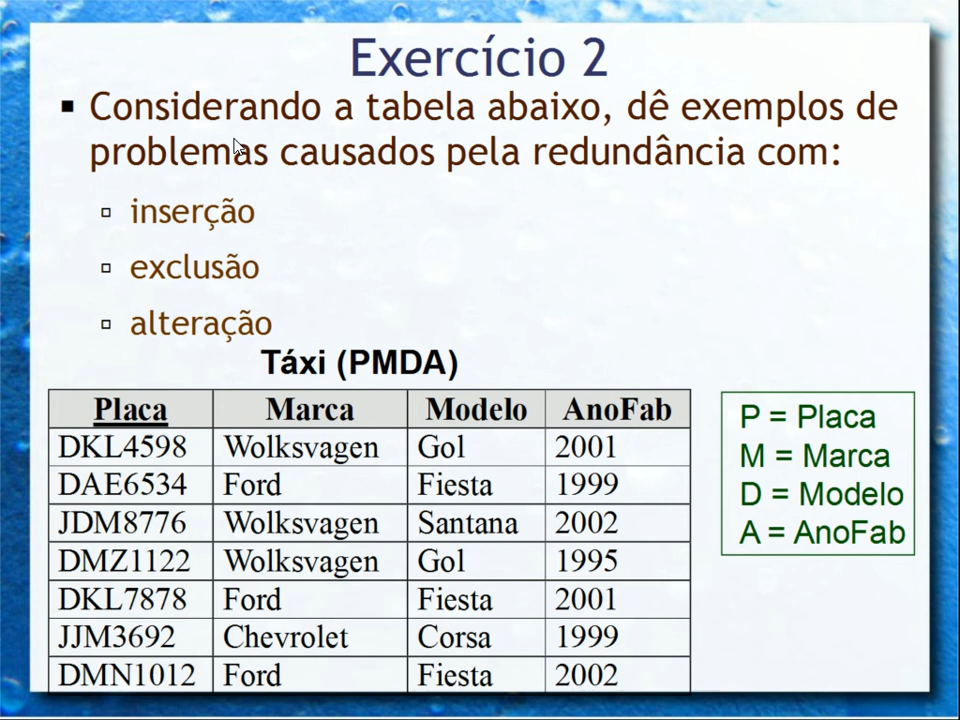 Exercício 2
▪ Considerando a tabela abaixo, dê exemplos de
problemas causados pela redundância com:
▫ inserção
▫ exclusão
▫ alteração
Táxi (PMDA)
Placa Marca Modelo AnoFab
DKL4598 Wolksvagen Gol 2001
DAE6534 Ford Fiesta 1999
JDM8776 Wolksvagen Santana 2002
DMZ1122 Wolksvagen Gol 1995
DKL7878 Ford Fiesta 2001
JJM3692 Chevrolet Corsa 1999
DMN1012 Ford Fiesta 2002
P = Placa
M = Marca
D = Modelo
A = AnoFab